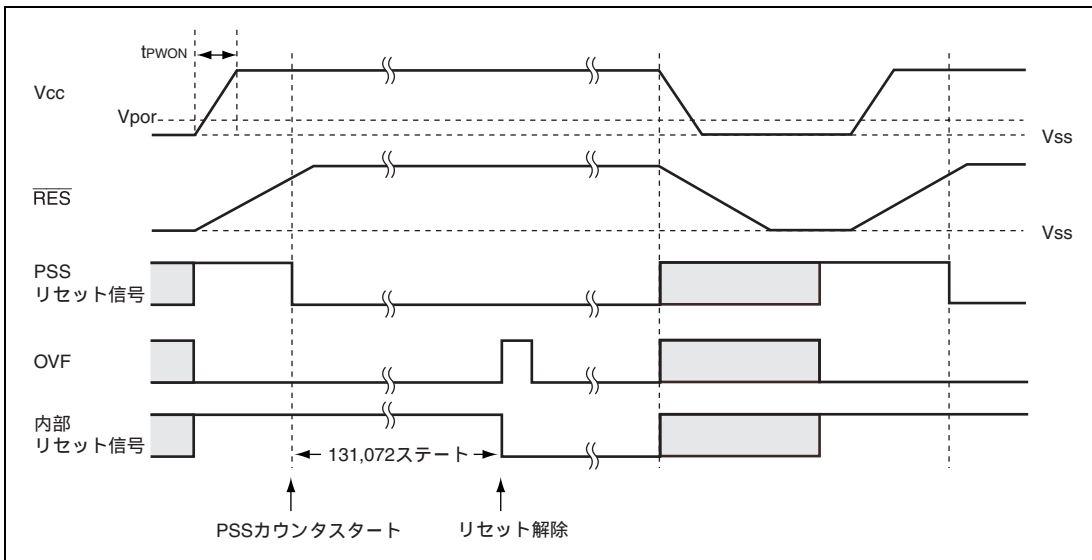 tPWON
Vcc
Vpor
Vss
RES
Vss
PSS
リセット信号
OVF
内部
リセット信号
131,072ステート
PSSカウンタスタート
リセット解除